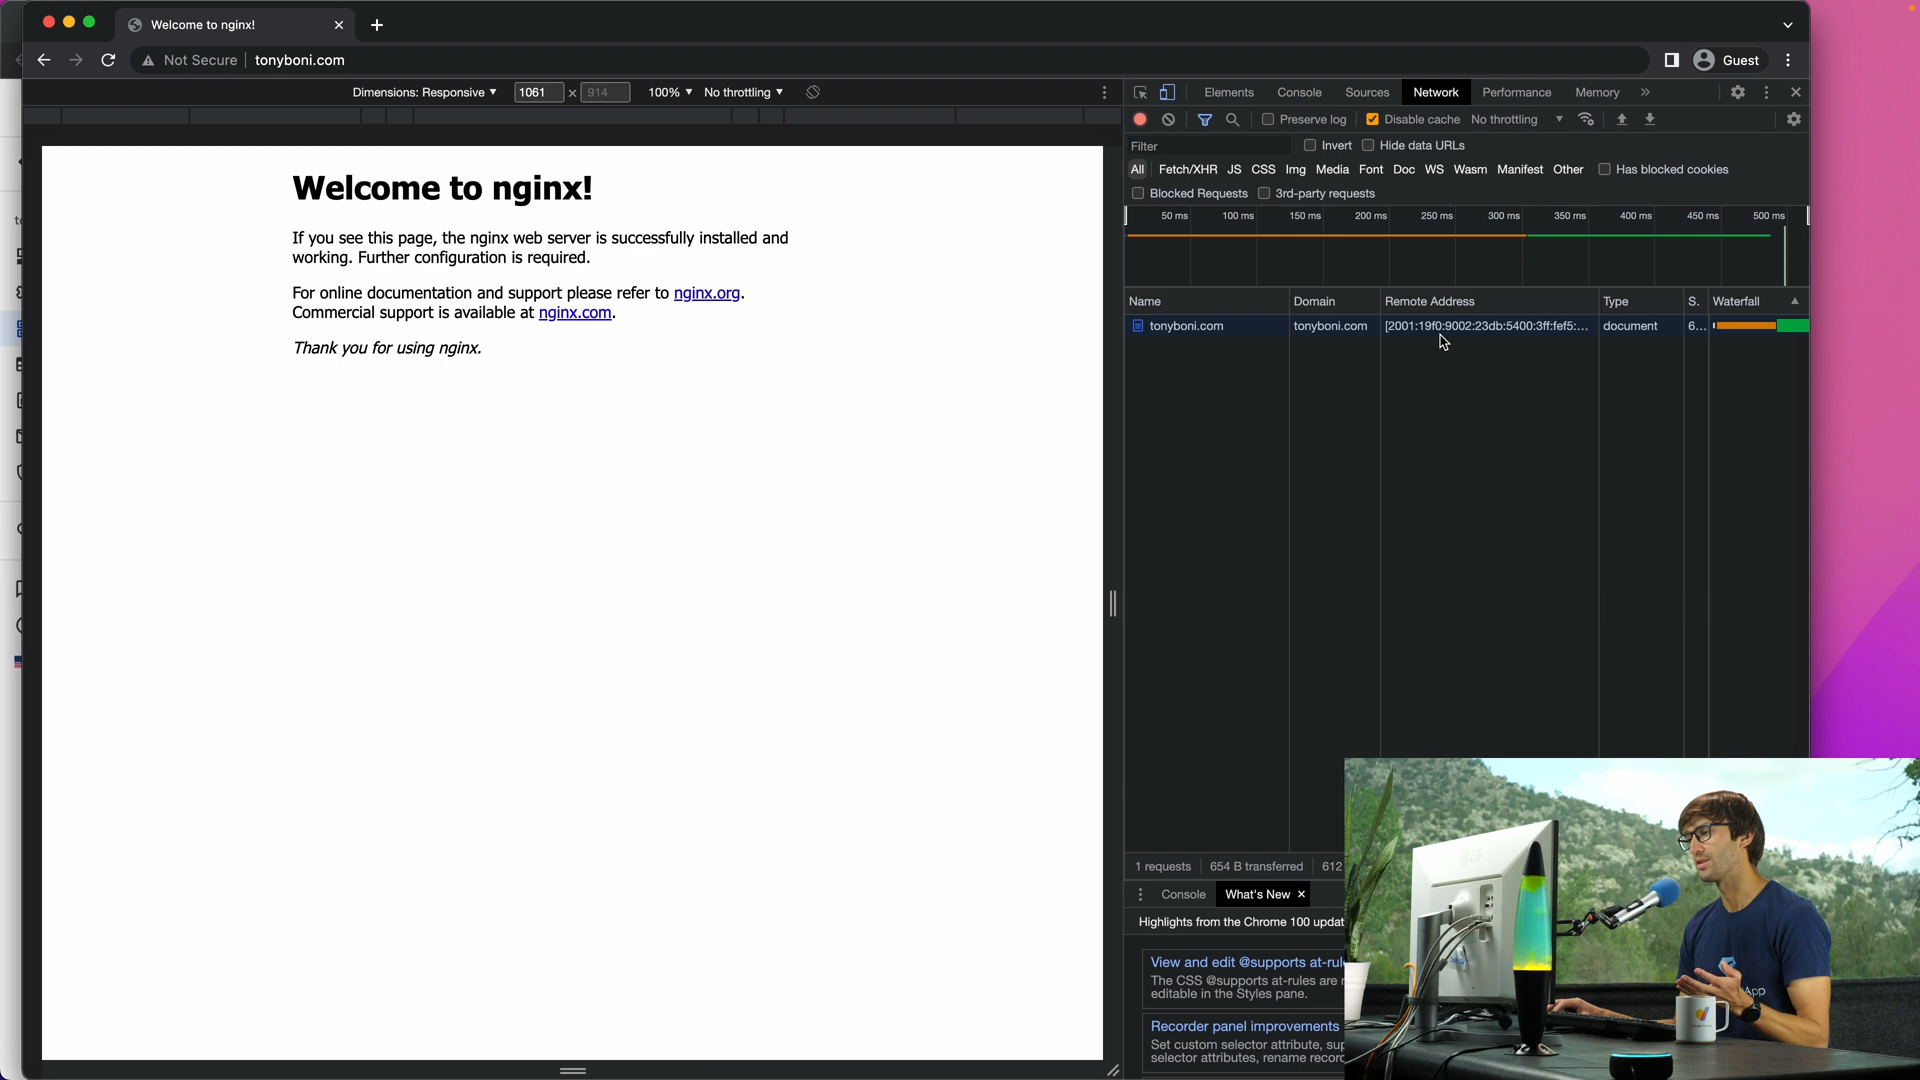 Welcome to nginx!
Not Secure
tonyboni.com
Guest
Dimensions: Responsive
1061
×
914
100%
No throttling
Elements
Console
Sources
Network
Performance
Memory
Preserve log
Disable cache
No throttling
Filter
Invert
Hide data URLs
All
Fetch/XHR
JS
CSS
Img
Media
Font
Doc
WS
Wasm
Manifest
Other
Has blocked cookies
Blocked Requests
3rd-party requests
50 ms
100 ms
150 ms
200 ms
250 ms
300 ms
350 ms
400 ms
450 ms
500 ms
Name
Domain
Remote Address
Type
S.
Waterfall
tonyboni.com
tonyboni.com
[2001:19f0:9002:23db:5400:3ff:fef5:...
document
6...
Welcome to nginx!
If you see this page, the nginx web server is successfully installed and
working. Further configuration is required.
For online documentation and support please refer to nginx.org.
Commercial support is available at nginx.com.
Thank you for using nginx.
1 requests
654 B transferred
612
Console
What's New
Highlights from the Chrome 100 updat
View and edit @supports at-rul
The CSS @supports at-rules are
editable in the Styles pane.
Recorder panel improvements
Set custom selector attribute, sup
selector attributes, rename recor
LG
App